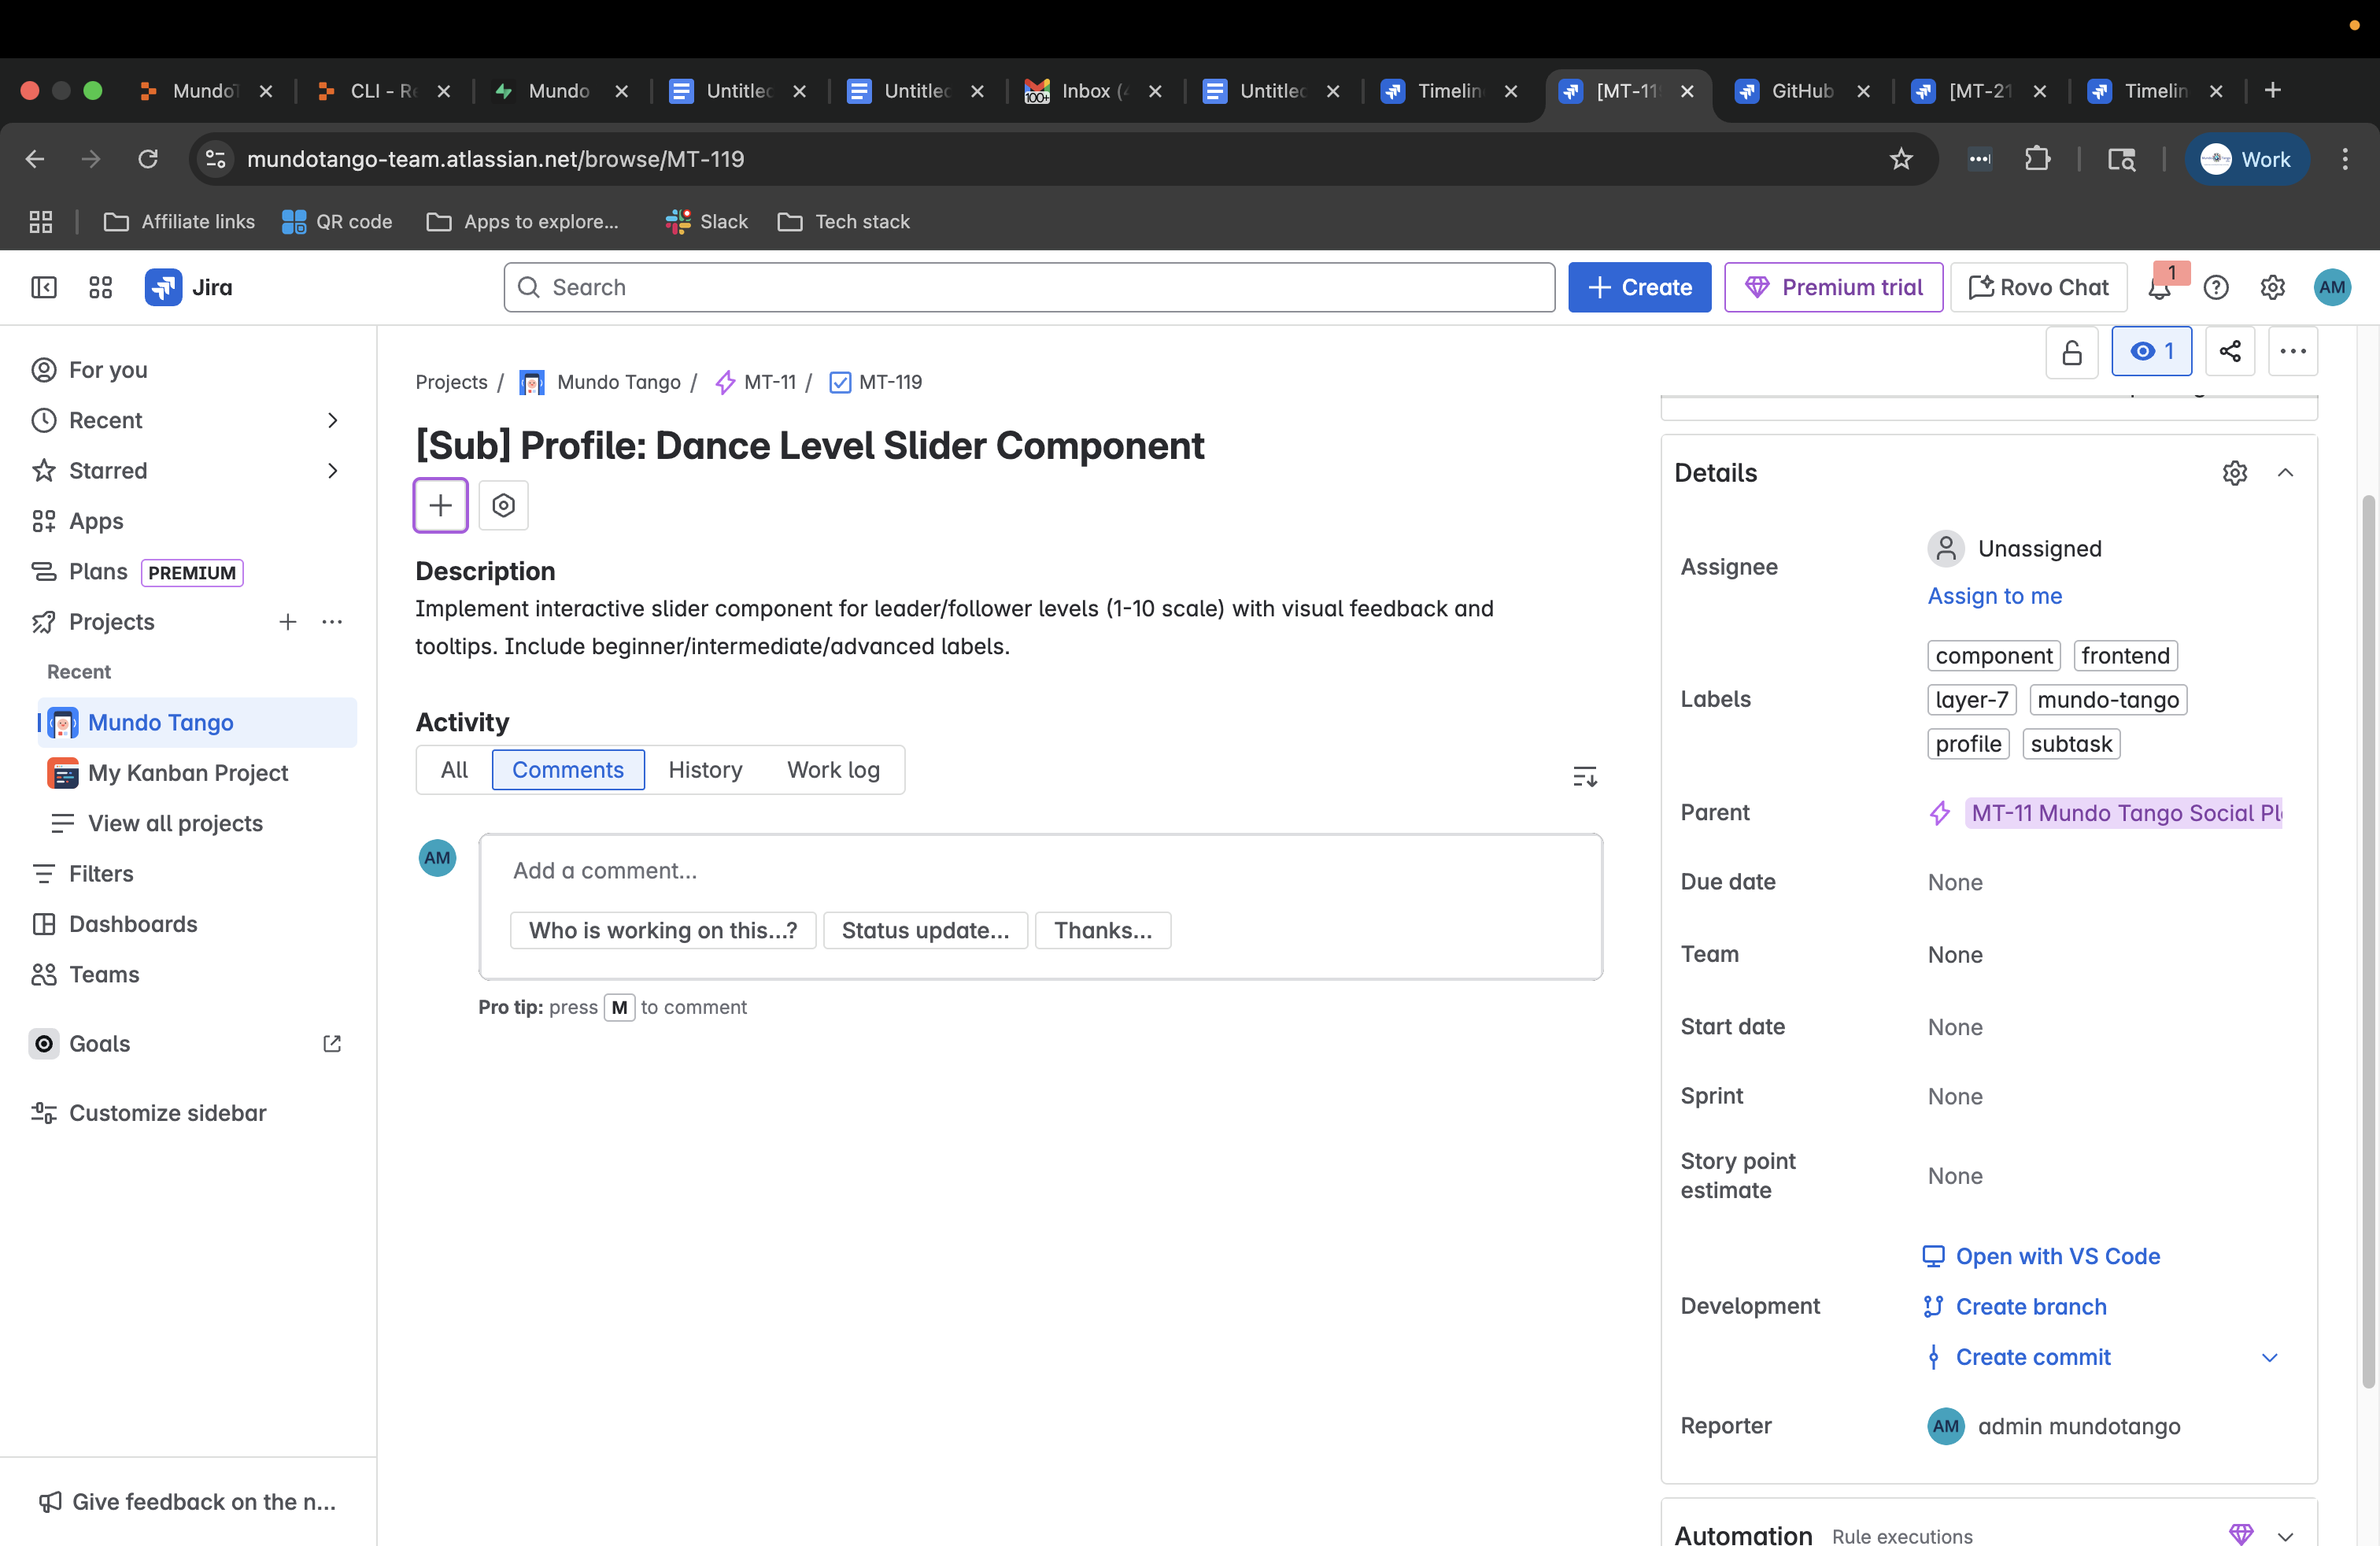 MundoT
CLI - Re
Mundo
Untitled
Untitled
100+
Inbox (4
Untitled
Timelin
[MT-11
GitHub
[MT-21
Timelin
mundotango-team.atlassian.net/browse/MT-119
Work
Affiliate links
QR code
Apps to explore...
Slack
Tech stack
Jira
Search
Create
Premium trial
Rovo Chat
1
AM
For you
Recent
Starred
Apps
Plans PREMIUM
Projects
Recent
Mundo Tango
My Kanban Project
View all projects
Filters
Dashboards
Teams
Goals
Customize sidebar
Give feedback on the n...
Projects / Mundo Tango / MT-11 / MT-119
1
[Sub] Profile: Dance Level Slider Component
Description
Implement interactive slider component for leader/follower levels (1-10 scale) with visual feedback and
tooltips. Include beginner/intermediate/advanced labels.
Activity
All Comments History Work log
AM
Add a comment...
Who is working on this...? Status update... Thanks...
Pro tip: press M to comment
Details
Assignee
Unassigned
Assign to me
Labels
component frontend
layer-7 mundo-tango
profile subtask
Parent
MT-11 Mundo Tango Social Pl
Due date
None
Team
None
Start date
None
Sprint
None
Story point
estimate
None
Development
Open with VS Code
Create branch
Create commit
Reporter
AM admin mundotango
Automation Rule executions